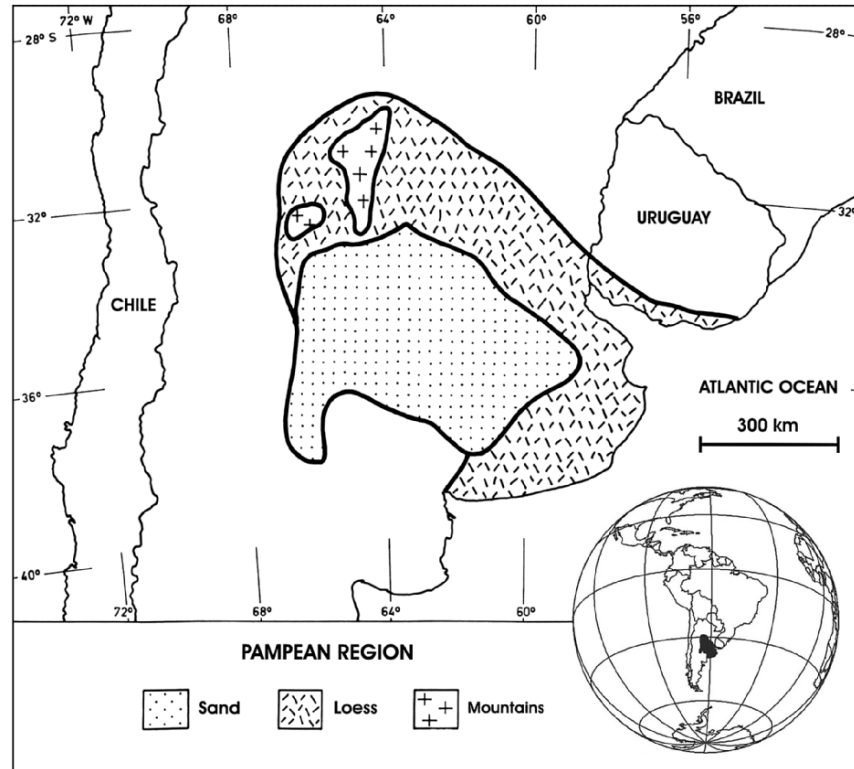 72° W
68°
64°
60°
56°
28° S
28°
BRAZIL
32°
URUGUAY
32°
CHILE
36°
ATLANTIC OCEAN
300 km
40°
72°
68°
64°
60°
PAMPEAN REGION
Sand
Loess
Mountains